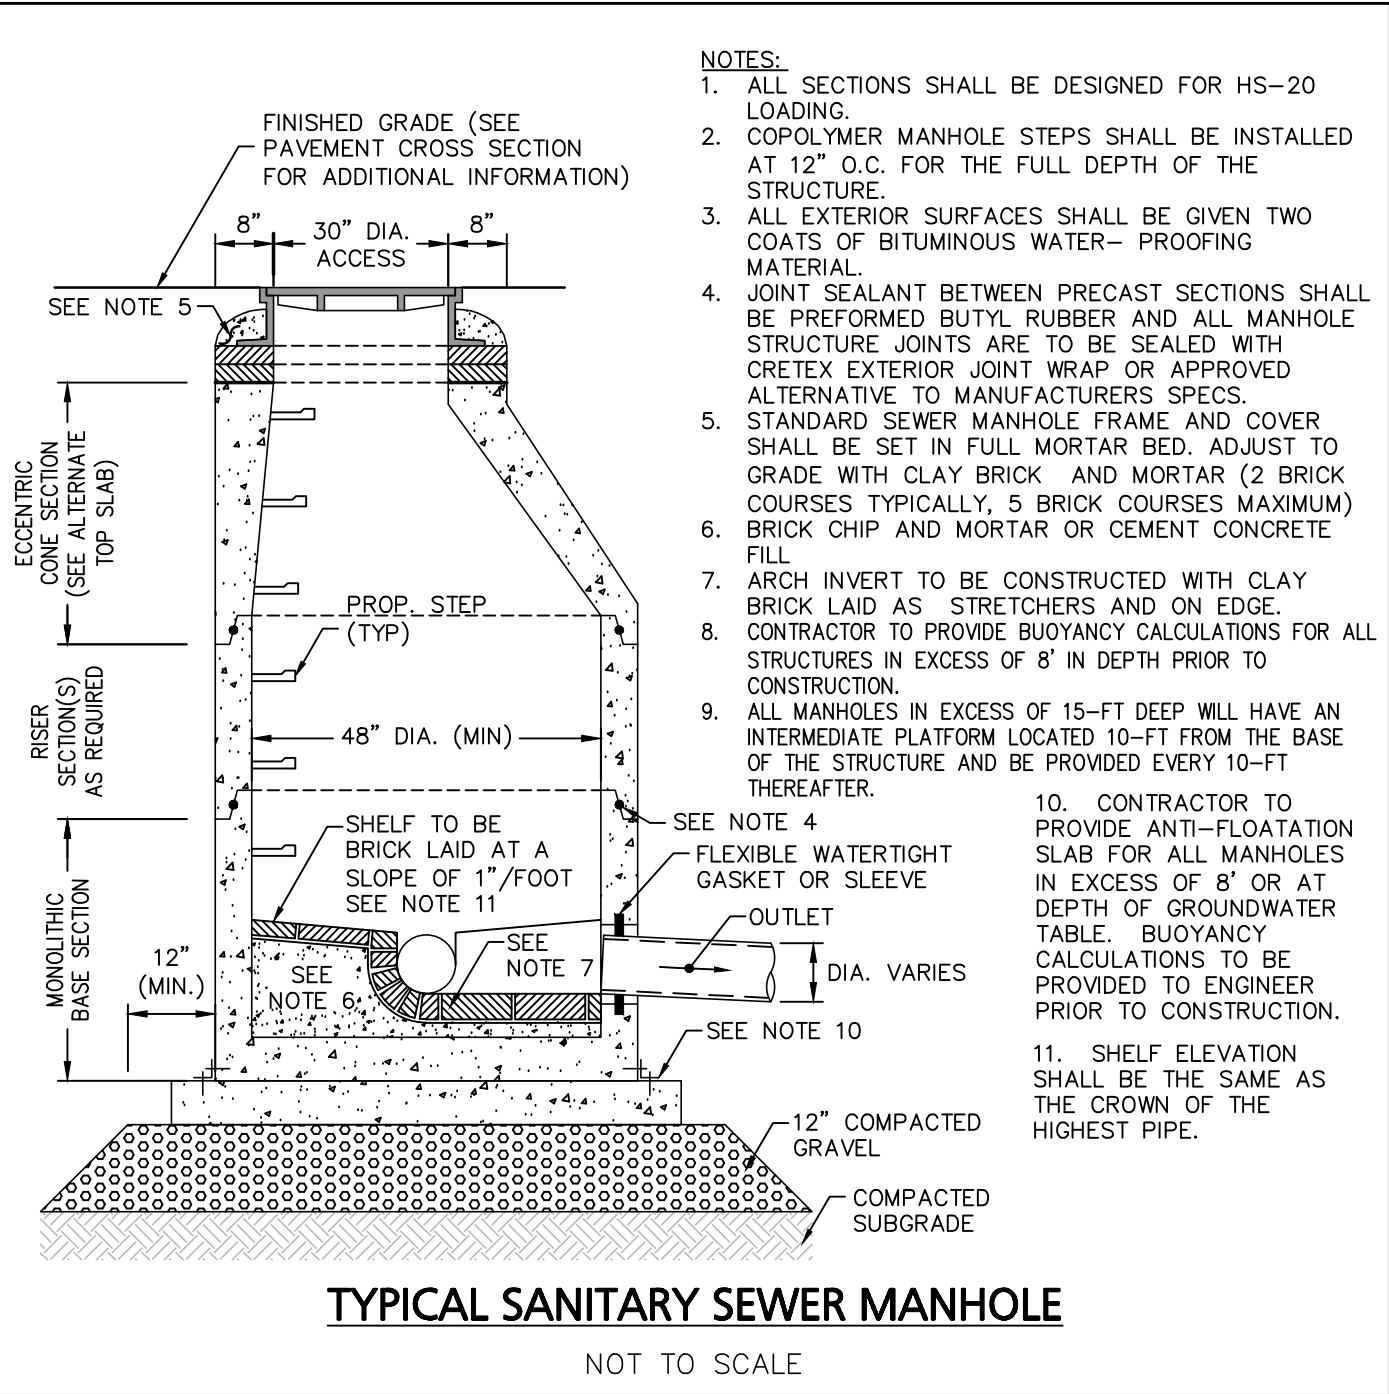 NOTES:
1. ALL SECTIONS SHALL BE DESIGNED FOR HS-20
LOADING.
2. COPOLYMER MANHOLE STEPS SHALL BE INSTALLED
AT 12" O.C. FOR THE FULL DEPTH OF THE
STRUCTURE.
3. ALL EXTERIOR SURFACES SHALL BE GIVEN TWO
COATS OF BITUMINOUS WATER- PROOFING
MATERIAL.
4. JOINT SEALANT BETWEEN PRECAST SECTIONS SHALL
BE PREFORMED BUTYL RUBBER AND ALL MANHOLE
STRUCTURE JOINTS ARE TO BE SEALED WITH
CRETEX EXTERIOR JOINT WRAP OR APPROVED
ALTERNATIVE TO MANUFACTURERS SPECS.
5. STANDARD SEWER MANHOLE FRAME AND COVER
SHALL BE SET IN FULL MORTAR BED. ADJUST TO
GRADE WITH CLAY BRICK AND MORTAR (2 BRICK
COURSES TYPICALLY, 5 BRICK COURSES MAXIMUM)
6. BRICK CHIP AND MORTAR OR CEMENT CONCRETE
FILL
7. ARCH INVERT TO BE CONSTRUCTED WITH CLAY
BRICK LAID AS STRETCHERS AND ON EDGE.
8. CONTRACTOR TO PROVIDE BUOYANCY CALCULATIONS FOR ALL
STRUCTURES IN EXCESS OF 8' IN DEPTH PRIOR TO
CONSTRUCTION.
9. ALL MANHOLES IN EXCESS OF 15-FT DEEP WILL HAVE AN
INTERMEDIATE PLATFORM LOCATED 10-FT FROM THE BASE
OF THE STRUCTURE AND BE PROVIDED EVERY 10-FT
THEREAFTER.
10. CONTRACTOR TO
PROVIDE ANTI-FLOATATION
SLAB FOR ALL MANHOLES
IN EXCESS OF 8' OR AT
DEPTH OF GROUNDWATER
TABLE. BUOYANCY
CALCULATIONS TO BE
PROVIDED TO ENGINEER
PRIOR TO CONSTRUCTION.
11. SHELF ELEVATION
SHALL BE THE SAME AS
THE CROWN OF THE
HIGHEST PIPE.
FINISHED GRADE (SEE
PAVEMENT CROSS SECTION
FOR ADDITIONAL INFORMATION)
8"
30" DIA.
ACCESS
8"
SEE NOTE 5
ECCENTRIC
CONE SECTION
(SEE ALTERNATE
TOP SLAB)
PROP. STEP
(TYP)
RISER
SECTION(S)
AS REQUIRED
48" DIA. (MIN)
SEE NOTE 4
SHELF TO BE
BRICK LAID AT A
SLOPE OF 1"/FOOT
SEE NOTE 11
FLEXIBLE WATERTIGHT
GASKET OR SLEEVE
MONOLITHIC
BASE SECTION
12"
(MIN.)
OUTLET
SEE
NOTE 7
SEE
NOTE 6
DIA. VARIES
SEE NOTE 10
12" COMPACTED
GRAVEL
COMPACTED
SUBGRADE
TYPICAL SANITARY SEWER MANHOLE
NOT TO SCALE